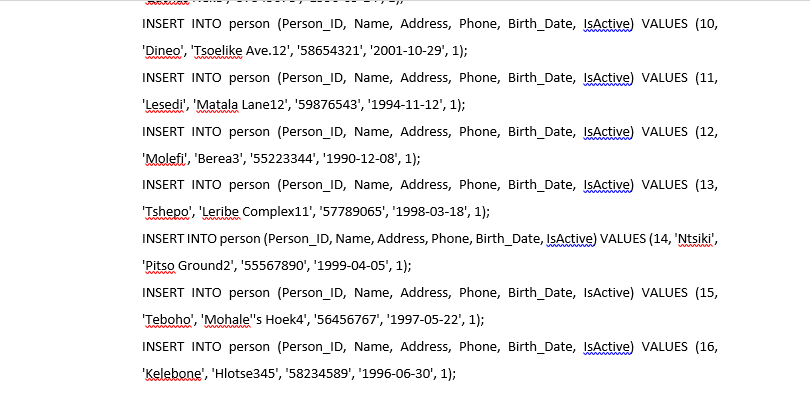 INSERT INTO person (Person_ID, Name, Address, Phone, Birth_Date, IsActive) VALUES (10,
'Dineo', 'Tsoelike Ave.12', '58654321', '2001-10-29', 1);
INSERT INTO person (Person_ID, Name, Address, Phone, Birth_Date, IsActive) VALUES (11,
'Lesedi', 'Matala Lane12', '59876543', '1994-11-12', 1);
INSERT INTO person (Person_ID, Name, Address, Phone, Birth_Date, IsActive) VALUES (12,
'Molefi', 'Berea3', '55223344', '1990-12-08', 1);
INSERT INTO person (Person_ID, Name, Address, Phone, Birth_Date, IsActive) VALUES (13,
'Tshepo', 'Leribe Complex11', '57789065', '1998-03-18', 1);
INSERT INTO person (Person_ID, Name, Address, Phone, Birth_Date, IsActive) VALUES (14, 'Ntsiki',
'Pitso Ground2', '55567890', '1999-04-05', 1);
INSERT INTO person (Person_ID, Name, Address, Phone, Birth_Date, IsActive) VALUES (15,
'Teboho', 'Mohale''s Hoek4', '56456767', '1997-05-22', 1);
INSERT INTO person (Person_ID, Name, Address, Phone, Birth_Date, IsActive) VALUES (16,
'Kelebone', 'Hlotse345', '58234589', '1996-06-30', 1);